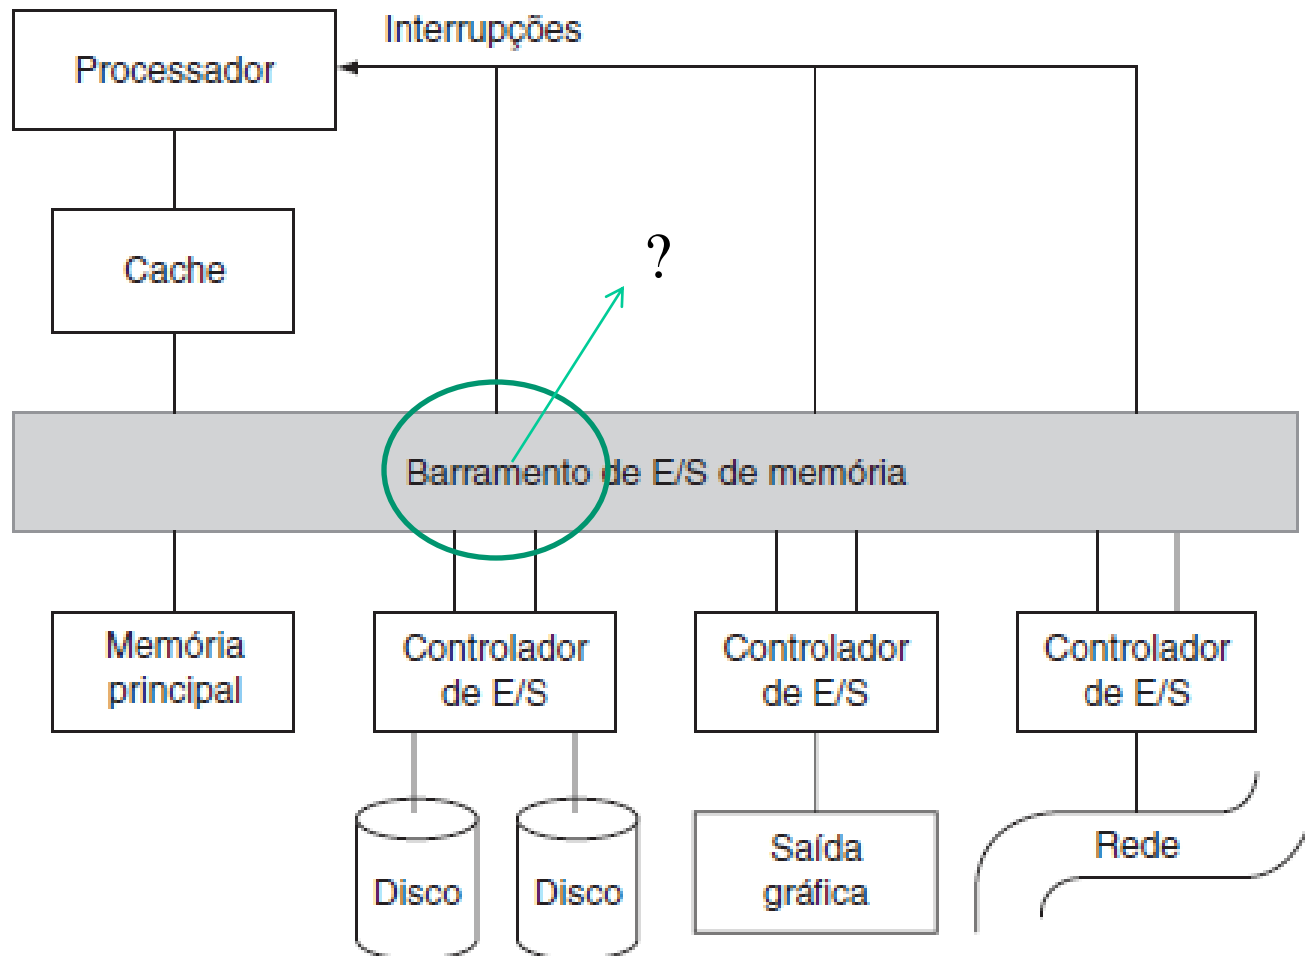 Interrupções
Processador
Cache
?
Barramento de E/S de memória
Memória
principal
Controlador
de E/S
Controlador
de E/S
Controlador
de E/S
Disco
Disco
Saída
gráfica
Rede